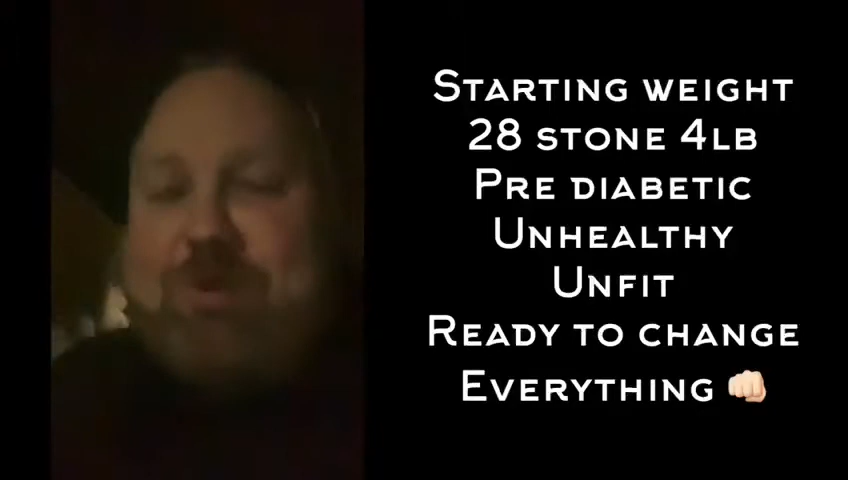 Starting weight
28 stone 4lb
Pre diabetic
Unhealthy
Unfit
Ready to change
Everything 👊🏻